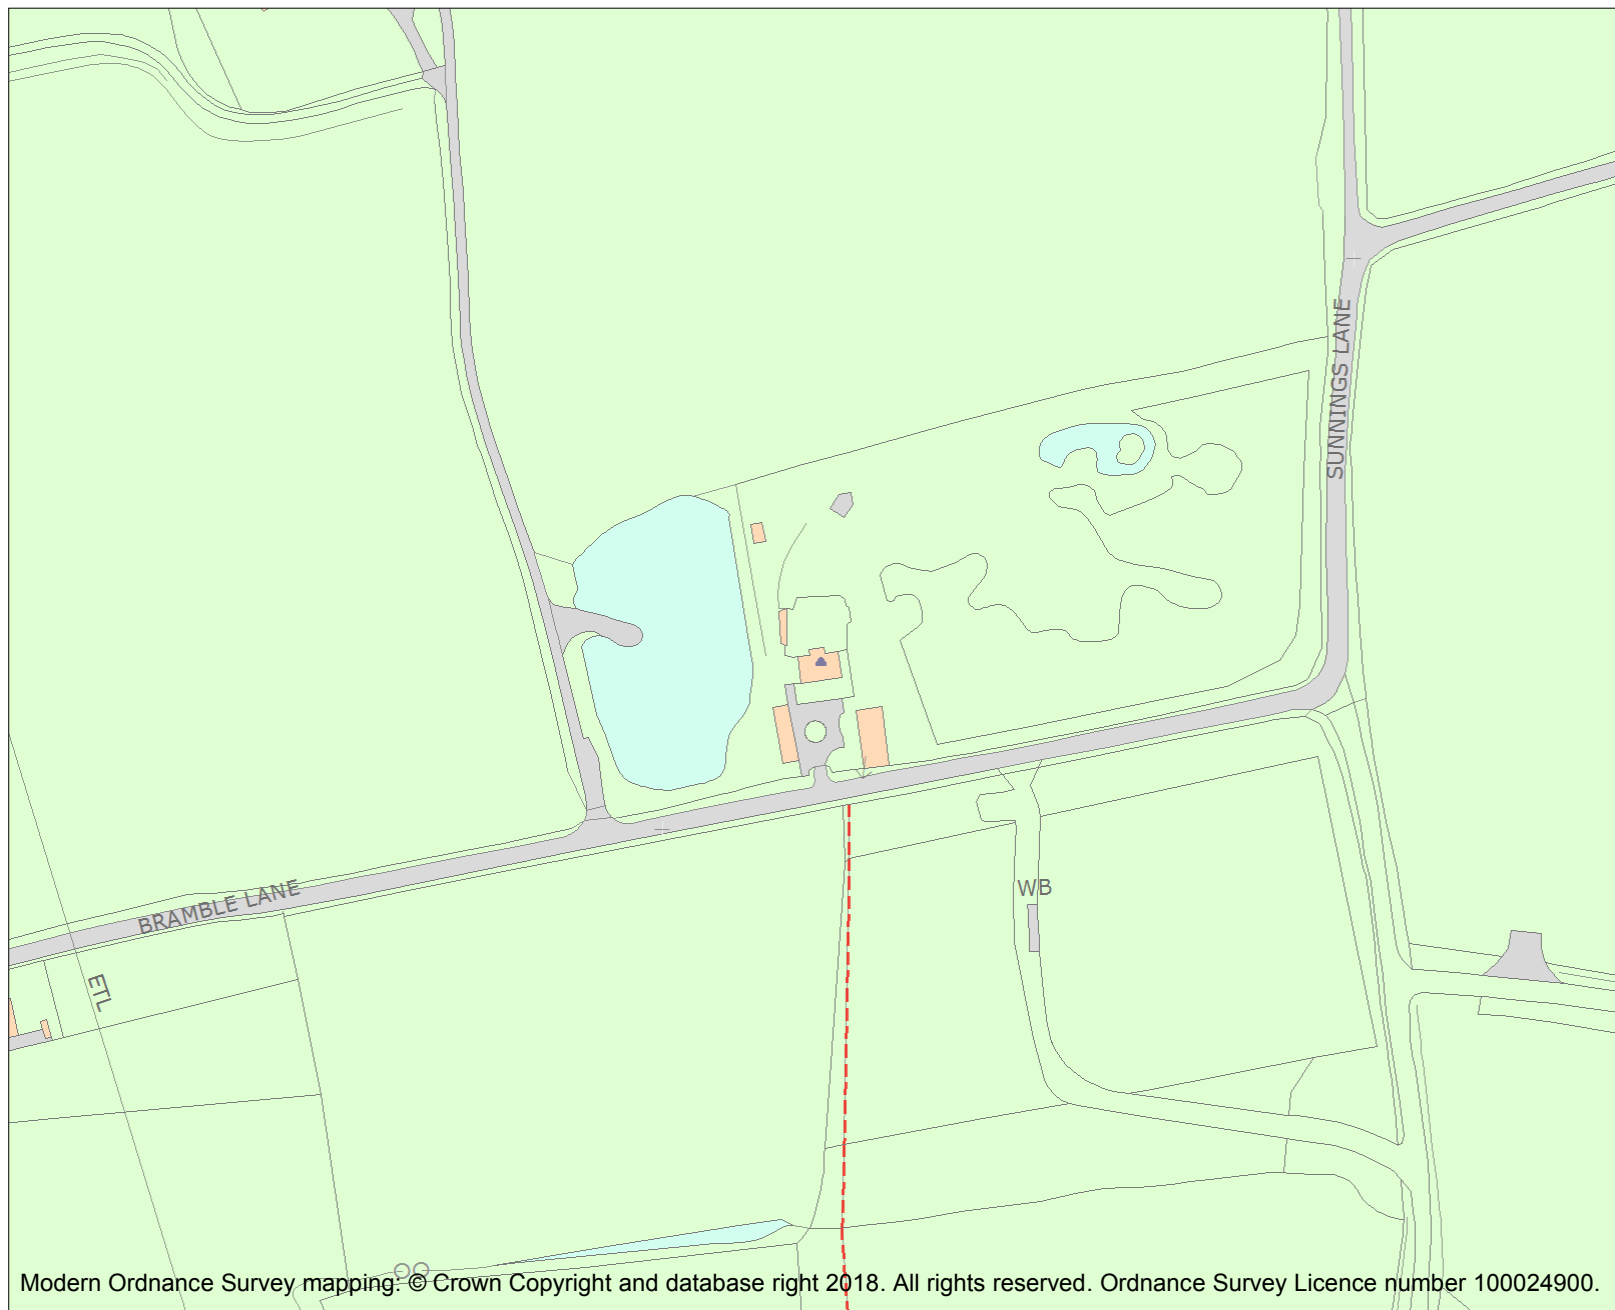 SUNNINGS LANE
BRAMBLE LANE
WB
ETL
Modern Ordnance Survey mapping: © Crown Copyright and database right 2018. All rights reserved. Ordnance Survey Licence number 100024900.